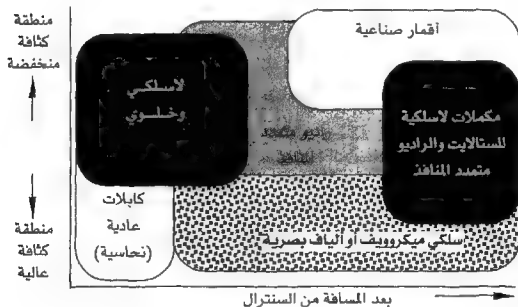 منطقة
كثافة
منخفضة
أقمار صناعية
لاسلكي
وخلوي
مكملات لاسلكية
للستالايت والراديو
متعدد المنافذ
المنافذ
كابلات
عادية
(نحاسية)
سلكي ميكروويف أو ألياف بصرية
منطقة
كثافة
عالية
بعد المسافة من السنترال